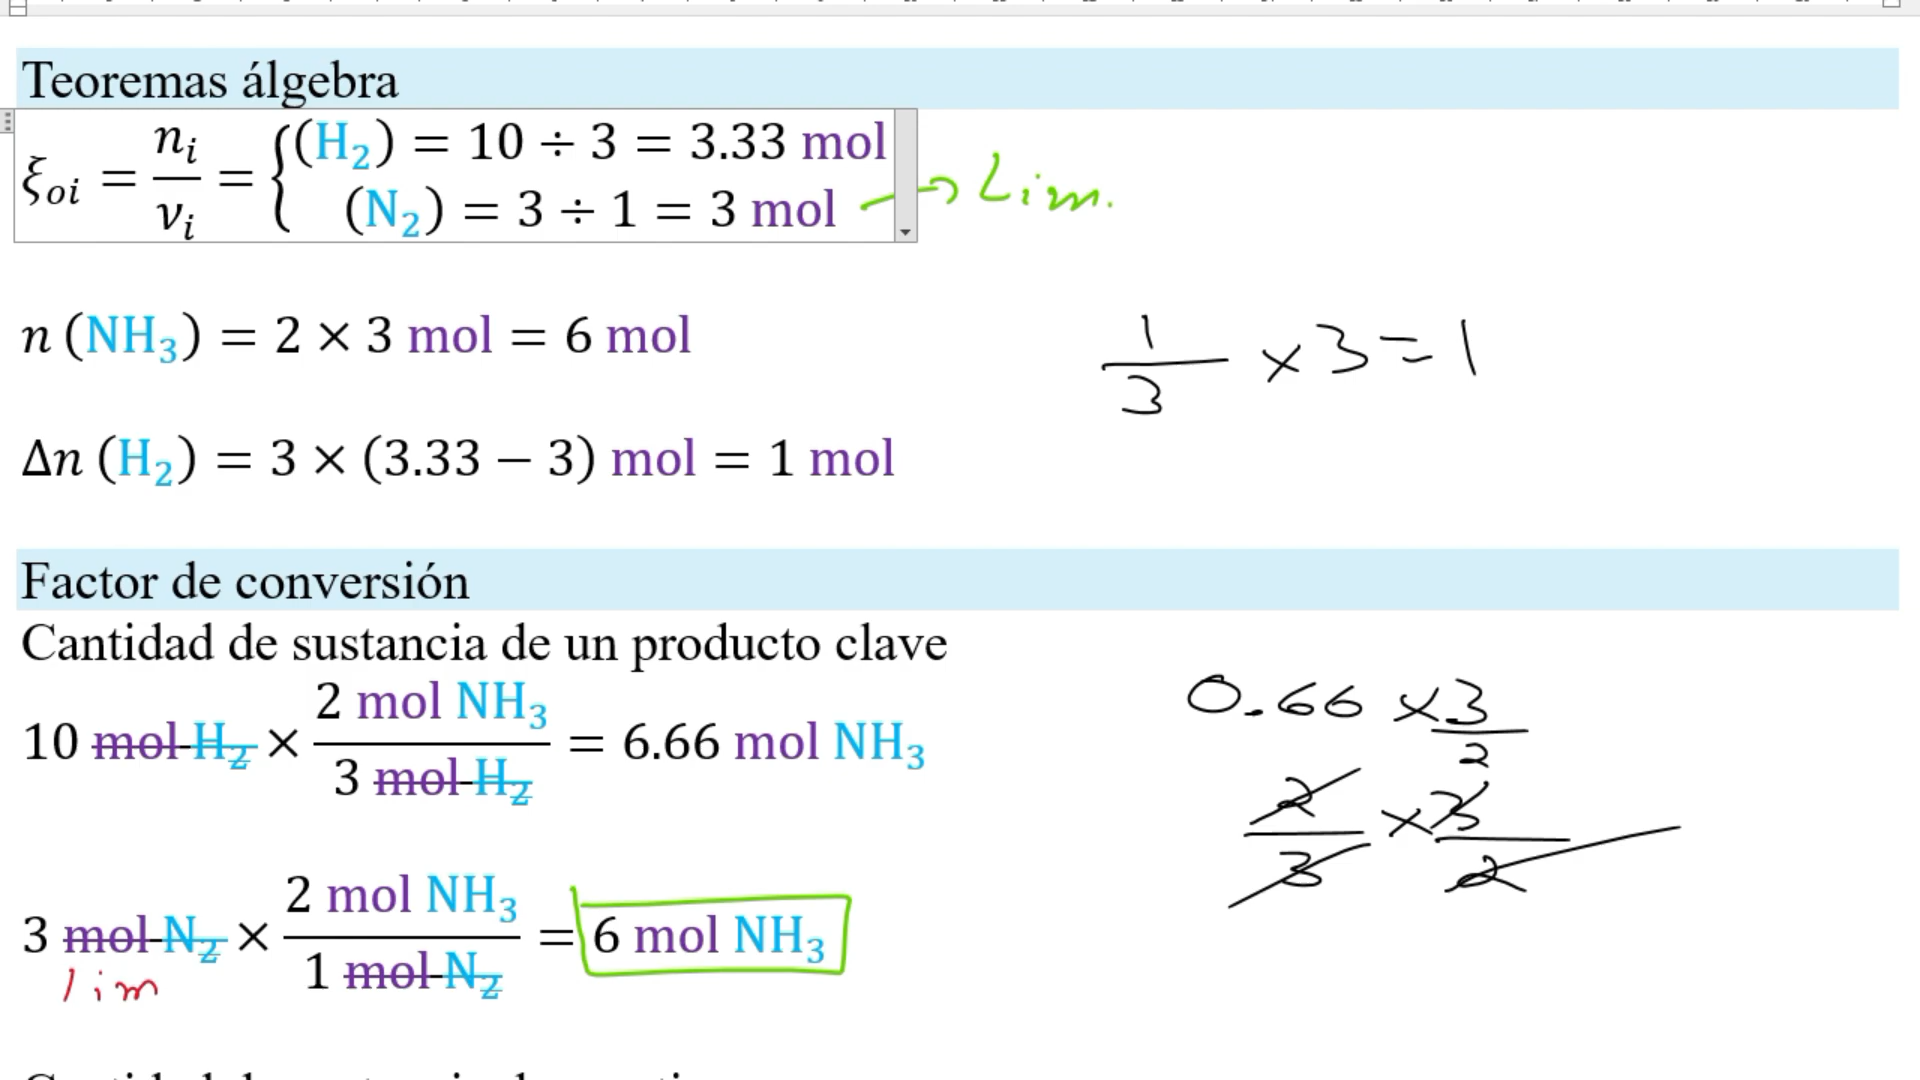 Teoremas álgebra
ξₒᵢ = nᵢ / νᵢ = { (H₂) = 10 ÷ 3 = 3.33 mol
(N₂) = 3 ÷ 1 = 3 mol → Lim.
n (NH₃) = 2 × 3 mol = 6 mol
1/3 × 3 = 1
Δn (H₂) = 3 × (3.33 − 3) mol = 1 mol
Factor de conversión
Cantidad de sustancia de un producto clave
10 mol H₂ × 2 mol NH₃ / 3 mol H₂ = 6.66 mol NH₃
0.66 × 3/2
2/3 × 3/2
3 mol N₂ × 2 mol NH₃ / 1 mol N₂ = 6 mol NH₃
lim